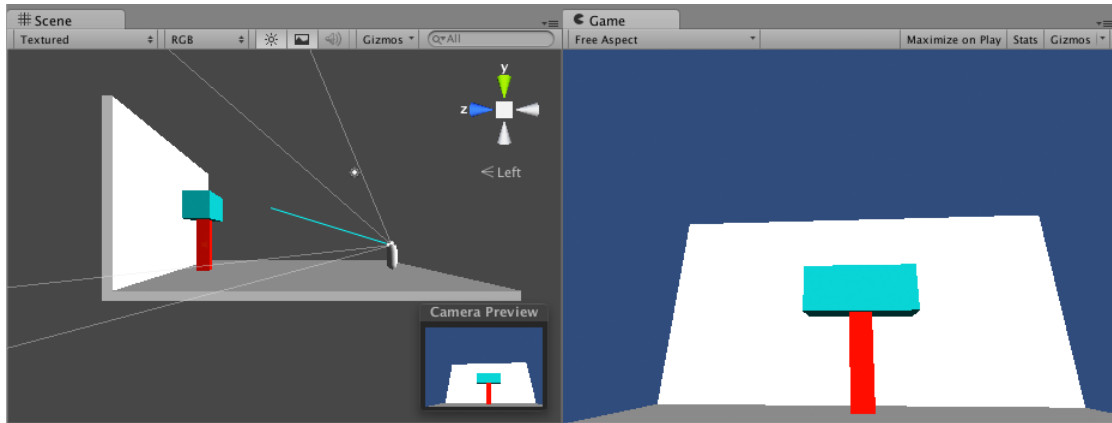 Scene
Textured RGB Gizmos All
y
z
Left
Camera Preview
Game
Free Aspect Maximize on Play Stats Gizmos